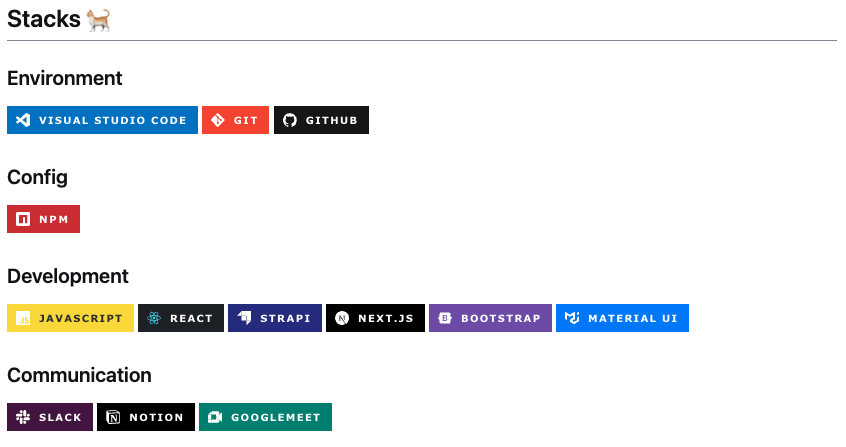 Stacks 🐈
Environment
VISUAL STUDIO CODE GIT GITHUB
Config
NPM
Development
JS JAVASCRIPT REACT STRAPI N NEXT.JS B BOOTSTRAP MATERIAL UI
Communication
SLACK N NOTION GOOGLEMEET